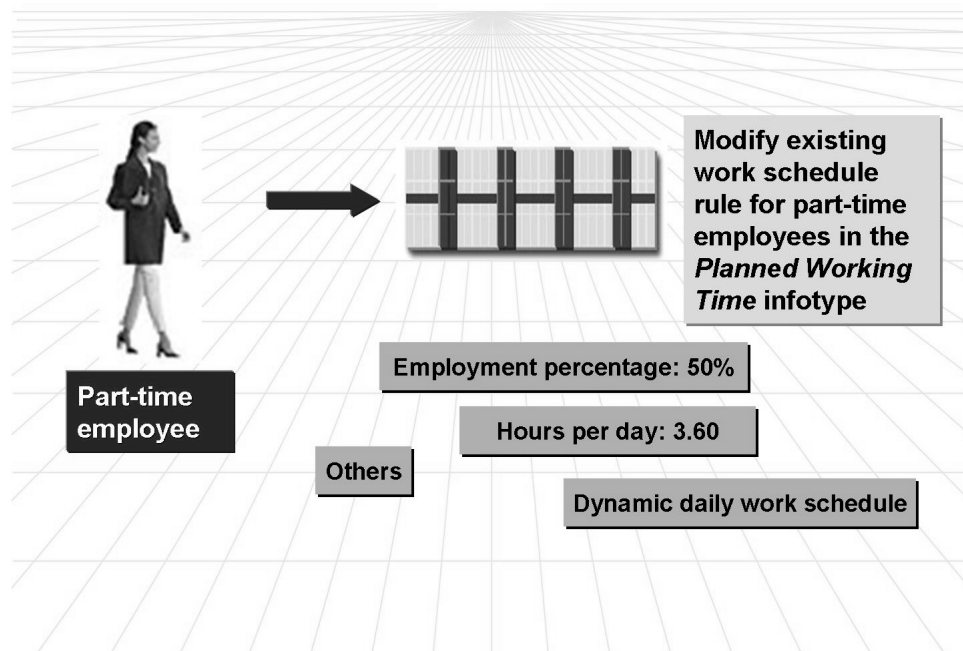 Modify existing
work schedule
rule for part-time
employees in the
Planned Working
Time infotype
Employment percentage: 50%
Part-time
employee
Hours per day: 3.60
Others
Dynamic daily work schedule